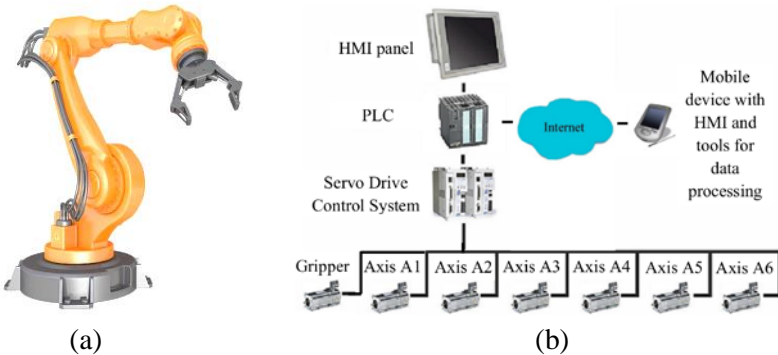 HMI panel
PLC
Internet
Mobile
device with
HMI and
tools for
data
processing
Servo Drive
Control System
Gripper Axis A1 Axis A2 Axis A3 Axis A4 Axis A5 Axis A6
(a)
(b)